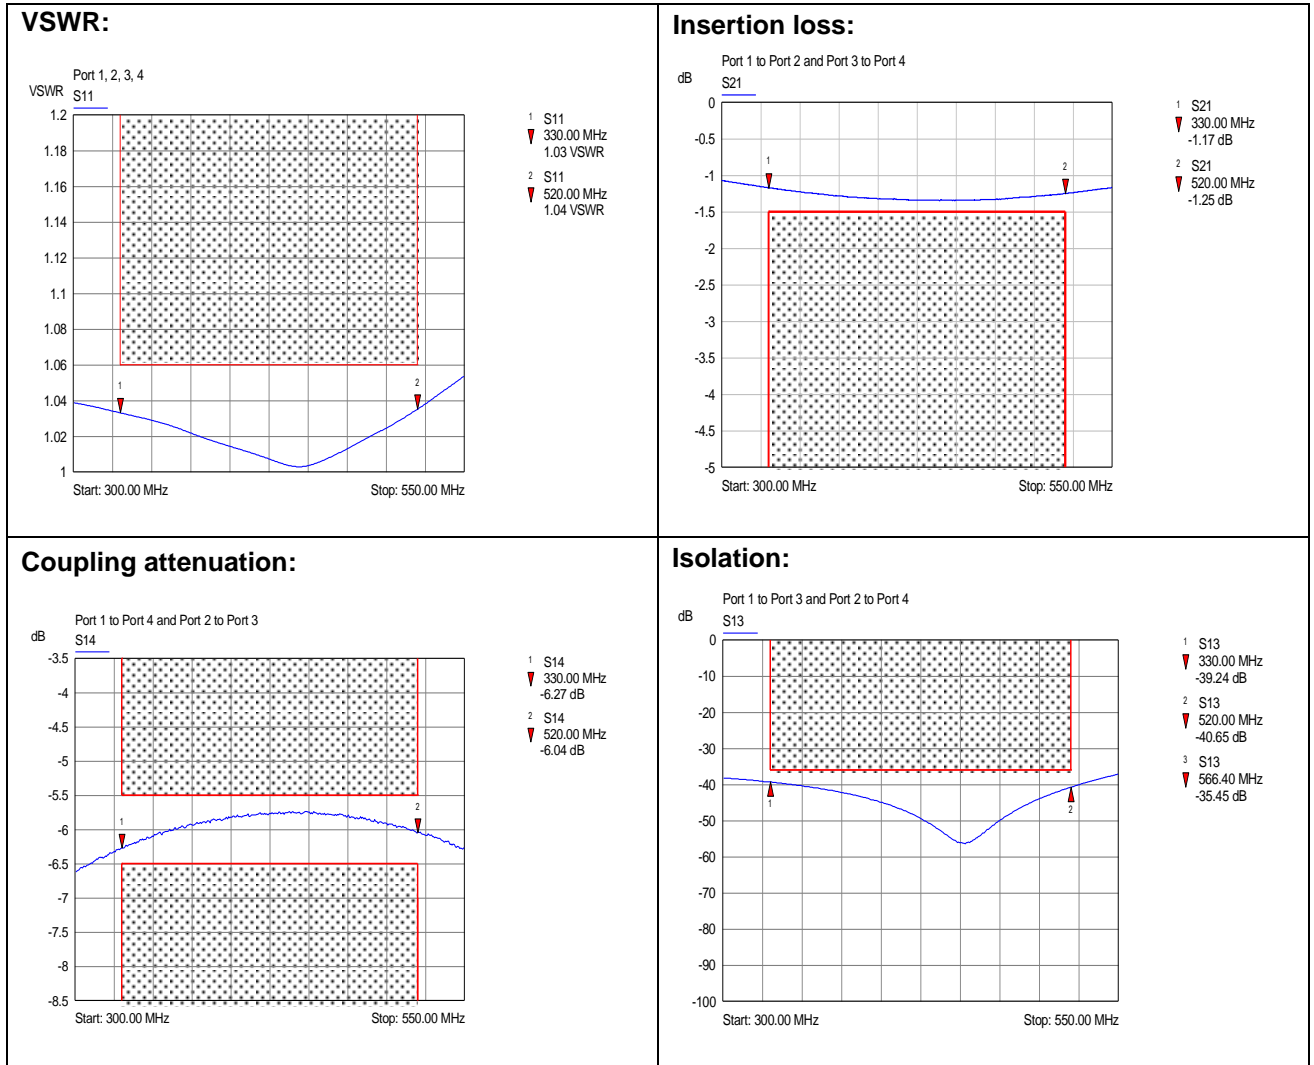 VSWR:
Port 1, 2, 3, 4
VSWR
S11
1.2
1.18
1.16
1.14
1.12
1.1
1.08
1.06
1.04
1.02
1
1
2
Start: 300.00 MHz
Stop: 550.00 MHz
1 S11
330.00 MHz
1.03 VSWR
2 S11
520.00 MHz
1.04 VSWR
Insertion loss:
Port 1 to Port 2 and Port 3 to Port 4
dB
S21
0
-0.5
-1
-1.5
-2
-2.5
-3
-3.5
-4
-4.5
-5
1
2
Start: 300.00 MHz
Stop: 550.00 MHz
1 S21
330.00 MHz
-1.17 dB
2 S21
520.00 MHz
-1.25 dB
Coupling attenuation:
Port 1 to Port 4 and Port 2 to Port 3
dB
S14
-3.5
-4
-4.5
-5
-5.5
-6
-6.5
-7
-7.5
-8
-8.5
1
2
Start: 300.00 MHz
Stop: 550.00 MHz
1 S14
330.00 MHz
-6.27 dB
2 S14
520.00 MHz
-6.04 dB
Isolation:
Port 1 to Port 3 and Port 2 to Port 4
dB
S13
0
-10
-20
-30
-40
-50
-60
-70
-80
-90
-100
1
2
Start: 300.00 MHz
Stop: 550.00 MHz
1 S13
330.00 MHz
-39.24 dB
2 S13
520.00 MHz
-40.65 dB
3 S13
566.40 MHz
-35.45 dB